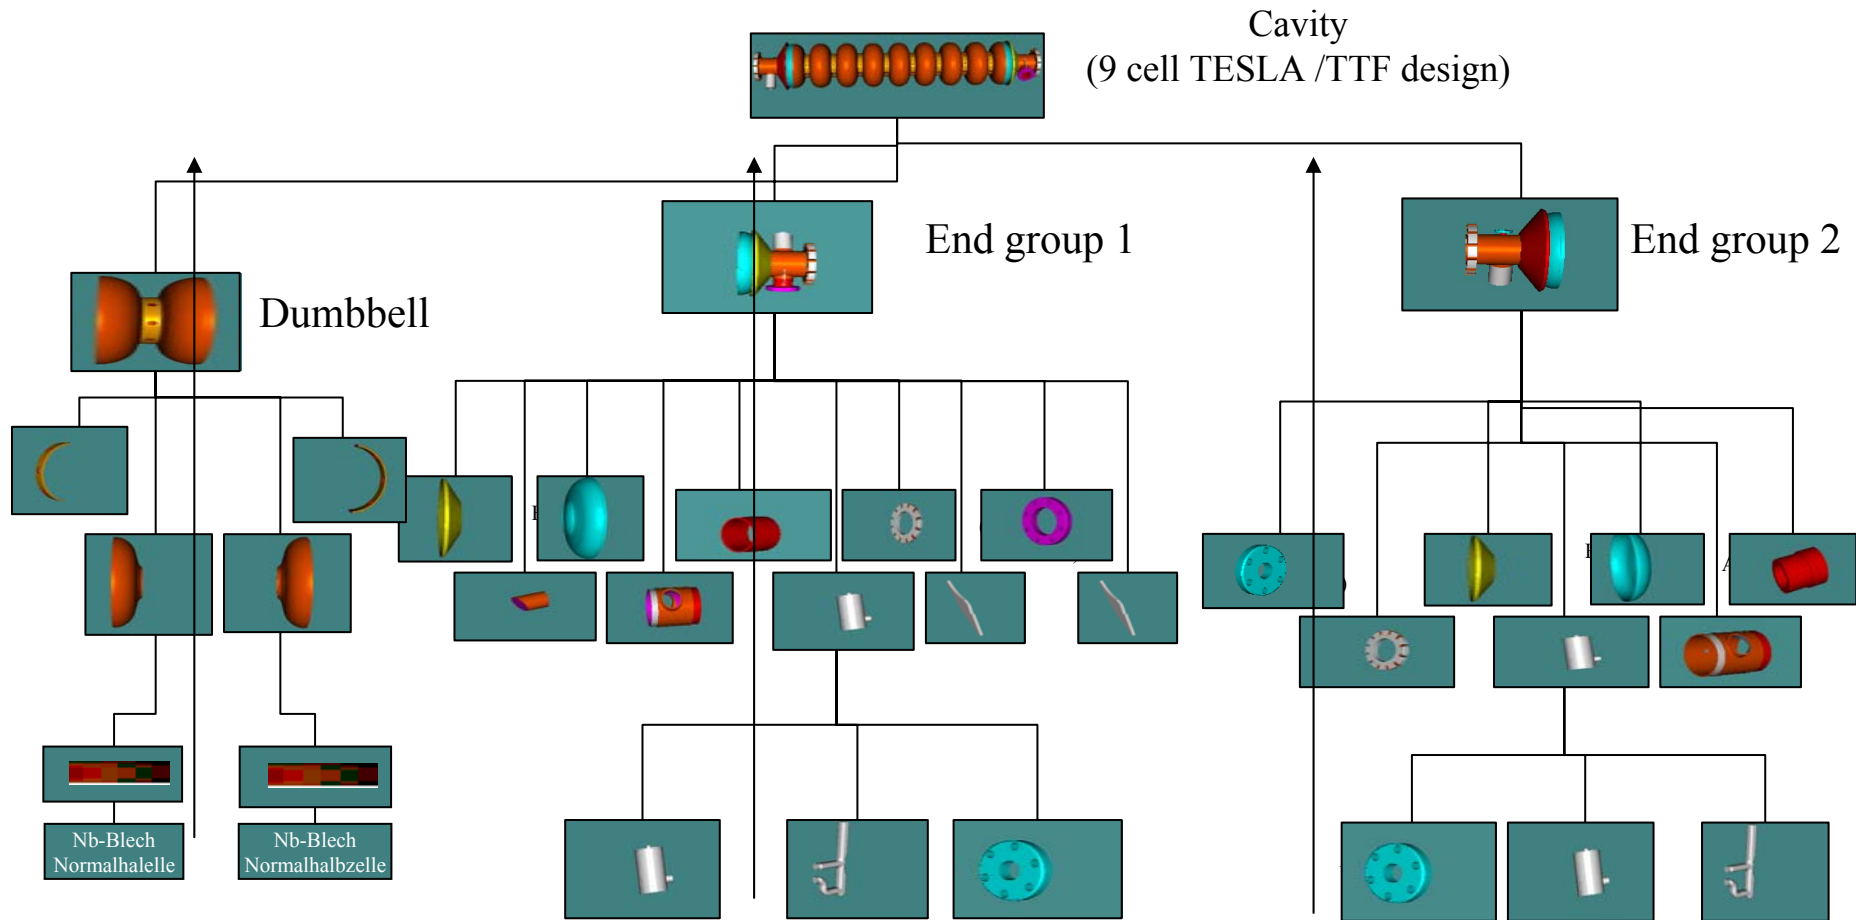 Cavity
(9 cell TESLA /TTF design)
End group 1
End group 2
Dumbbell
Nb-Blech
Normalhalelle
Nb-Blech
Normalhalbzelle